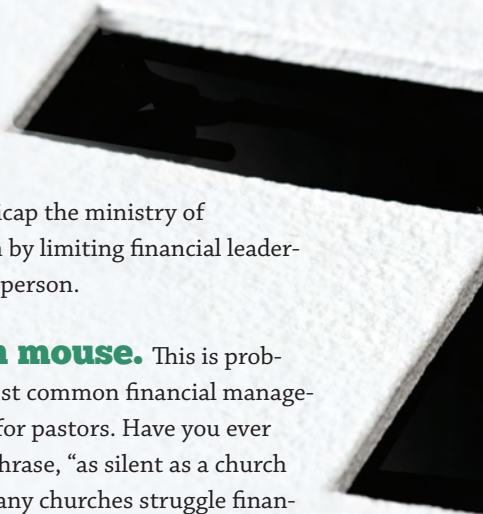 icap the ministry of
by limiting financial leader-
person.
mouse. This is prob-
st common financial manage-
for pastors. Have you ever
hrase, “as silent as a church
any churches struggle finan-